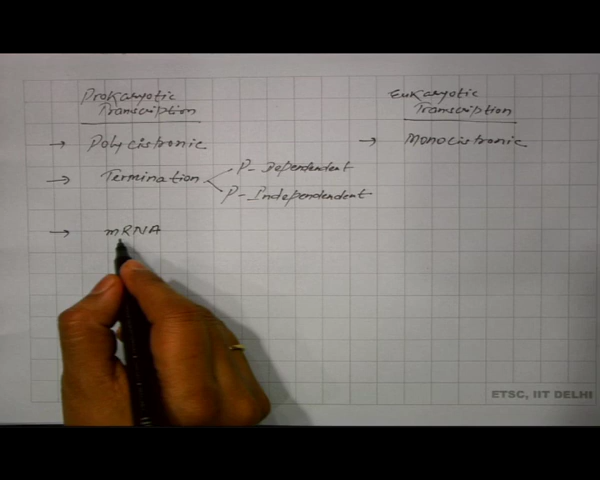 Prokaryotic Eukaryotic
Transcription Transcription
→ Polycistronic → Monocistronic
→ Termination P- Dependendent
P- Independendent
→ mRNA
ETSC, IIT DELHI